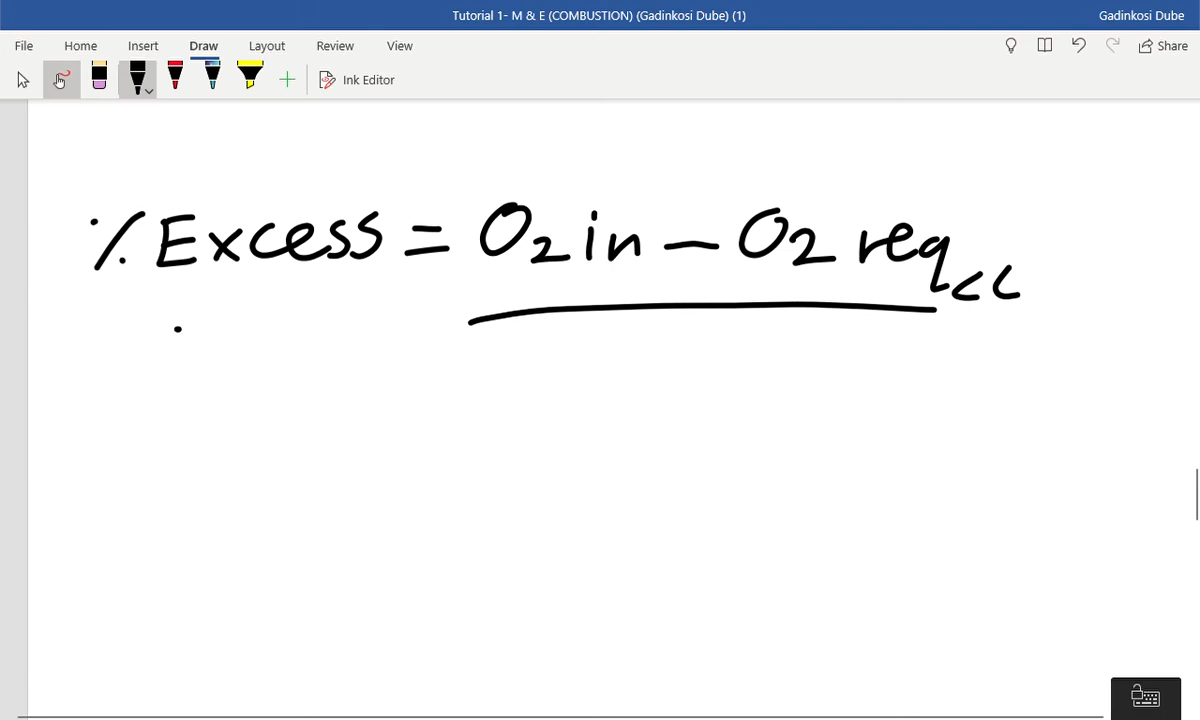 Tutorial 1- M & E (COMBUSTION) (Gadinkosi Dube) (1) Gadinkosi Dube
File Home Insert Draw Layout Review View Share
Ink Editor
% Excess = O2 in - O2 req cc